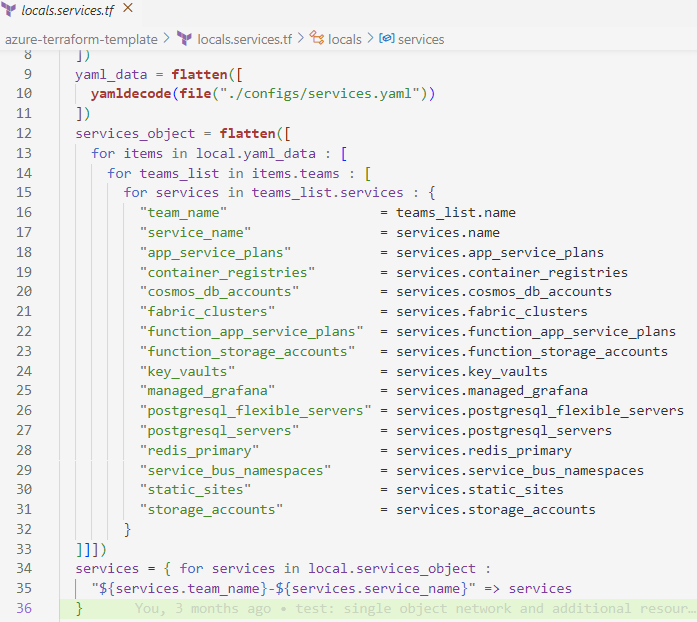 locals.services.tf
azure-terraform-template > locals.services.tf > locals > services
8 ])
9 yaml_data = flatten([
10 yamldecode(file("./configs/services.yaml"))
11 ])
12 services_object = flatten([
13 for items in local.yaml_data : [
14 for teams_list in items.teams : [
15 for services in teams_list.services : {
16 "team_name" = teams_list.name
17 "service_name" = services.name
18 "app_service_plans" = services.app_service_plans
19 "container_registries" = services.container_registries
20 "cosmos_db_accounts" = services.cosmos_db_accounts
21 "fabric_clusters" = services.fabric_clusters
22 "function_app_service_plans" = services.function_app_service_plans
23 "function_storage_accounts" = services.function_storage_accounts
24 "key_vaults" = services.key_vaults
25 "managed_grafana" = services.managed_grafana
26 "postgresql_flexible_servers" = services.postgresql_flexible_servers
27 "postgresql_servers" = services.postgresql_servers
28 "redis_primary" = services.redis_primary
29 "service_bus_namespaces" = services.service_bus_namespaces
30 "static_sites" = services.static_sites
31 "storage_accounts" = services.storage_accounts
32 }
33 ]]])
34 services = { for services in local.services_object :
35 "${services.team_name}-${services.service_name}" => services
36 } You, 3 months ago • test: single object network and additional resour…